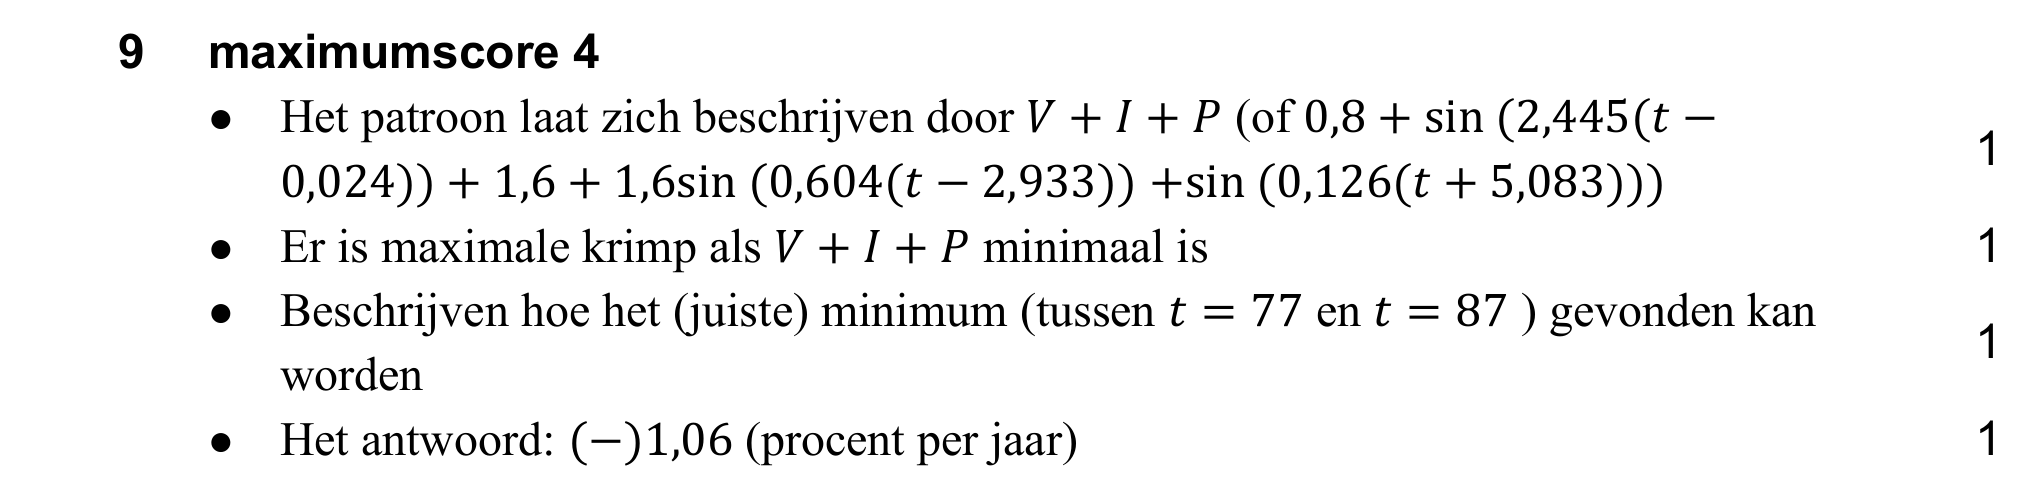 9 maximumscore 4
● Het patroon laat zich beschrijven door V + I + P (of 0,8 + sin (2,445(t −
0,024)) + 1,6 + 1,6sin (0,604(t − 2,933)) +sin (0,126(t + 5,083))) 1
● Er is maximale krimp als V + I + P minimaal is 1
● Beschrijven hoe het (juiste) minimum (tussen t = 77 en t = 87 ) gevonden kan
worden 1
● Het antwoord: (−)1,06 (procent per jaar) 1